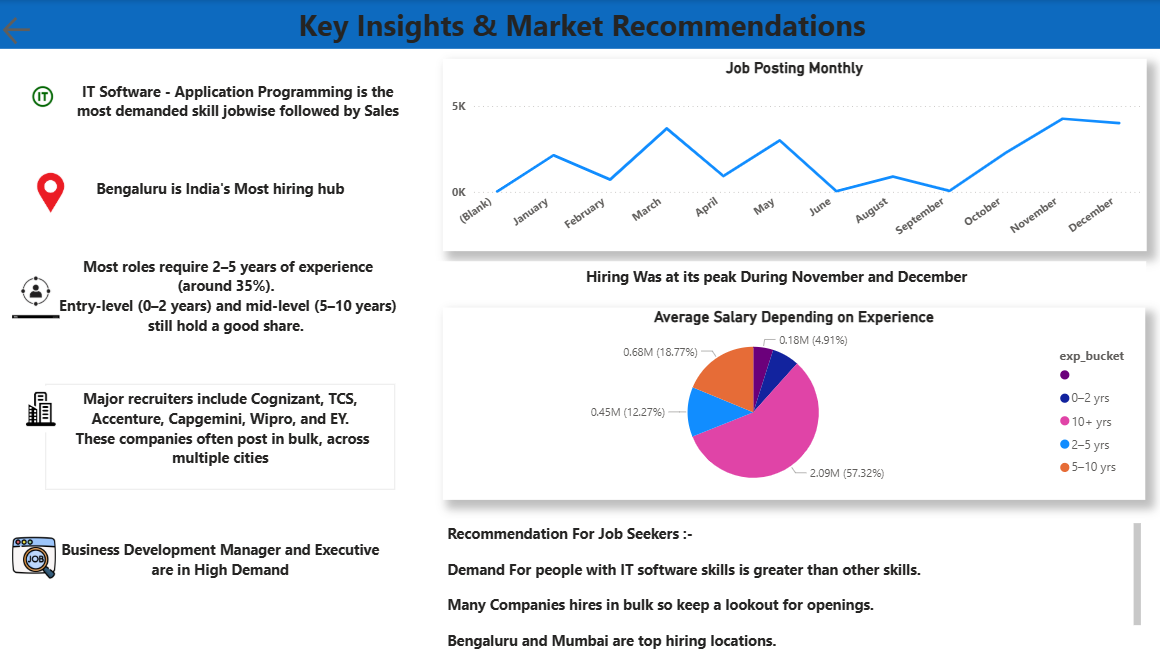 Key Insights & Market Recommendations
IT
IT Software - Application Programming is the
most demanded skill jobwise followed by Sales
Bengaluru is India's Most hiring hub
Most roles require 2–5 years of experience
(around 35%).
Entry-level (0–2 years) and mid-level (5–10 years)
still hold a good share.
Major recruiters include Cognizant, TCS,
Accenture, Capgemini, Wipro, and EY.
These companies often post in bulk, across
multiple cities
JOB
Business Development Manager and Executive
are in High Demand
Job Posting Monthly
5K
0K
(Blank)
January
February
March
April
May
June
August
September
October
November
December
Hiring Was at its peak During November and December
Average Salary Depending on Experience
0.18M (4.91%)
0.68M (18.77%)
0.45M (12.27%)
2.09M (57.32%)
exp_bucket
0–2 yrs
10+ yrs
2–5 yrs
5–10 yrs
Recommendation For Job Seekers :-
Demand For people with IT software skills is greater than other skills.
Many Companies hires in bulk so keep a lookout for openings.
Bengaluru and Mumbai are top hiring locations.